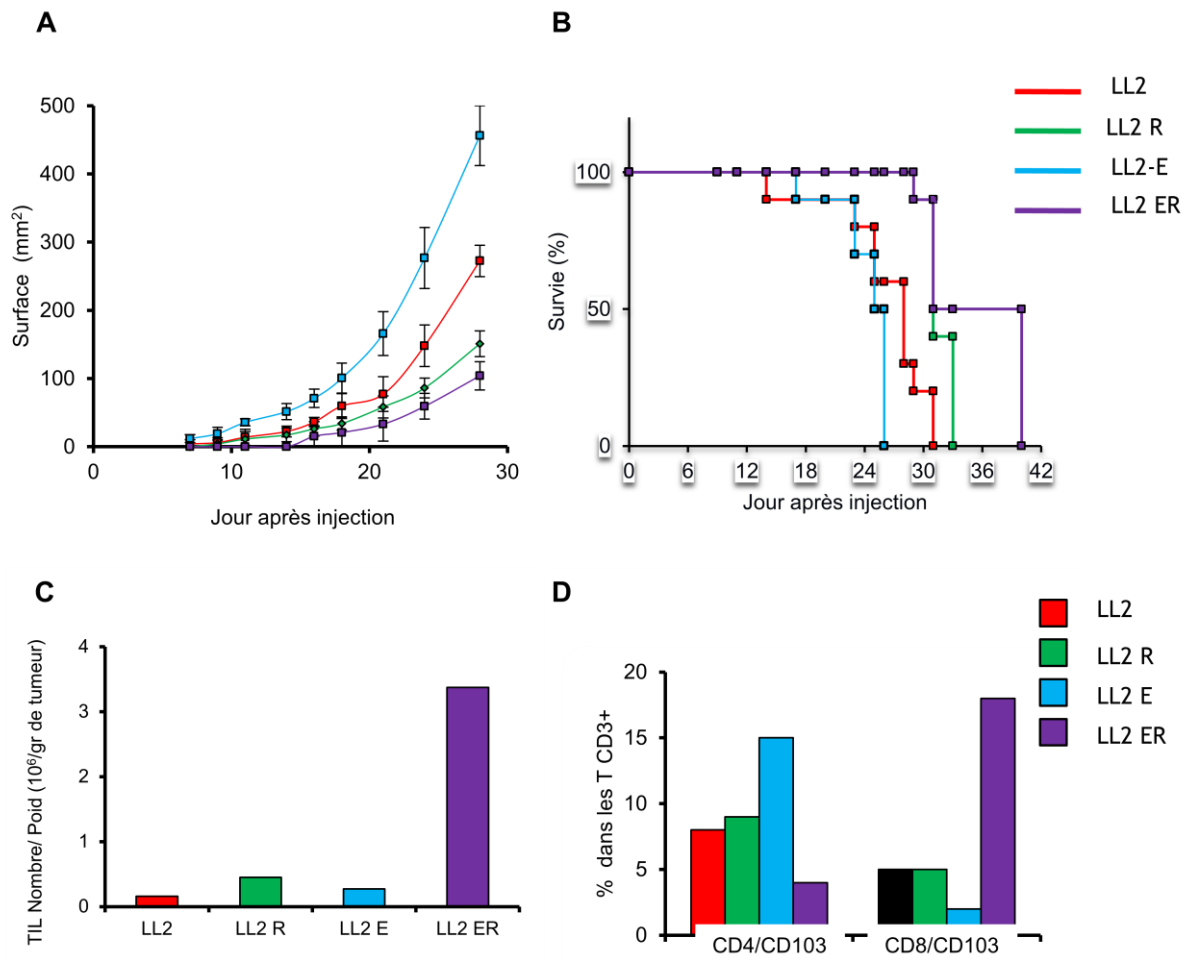 A
B
LL2
LL2 R
LL2-E
LL2 ER
Surface (mm²)
500
400
300
200
100
0
0
10
20
30
Jour après injection
Survie (%)
100
50
0
0
6
12
18
24
30
36
42
Jour après injection
C
D
TIL Nombre/ Poid (10⁶/gr de tumeur)
4
3
2
1
0
LL2
LL2 R
LL2 E
LL2 ER
% dans les T CD3+
20
15
10
5
0
CD4/CD103
CD8/CD103
LL2
LL2 R
LL2 E
LL2 ER